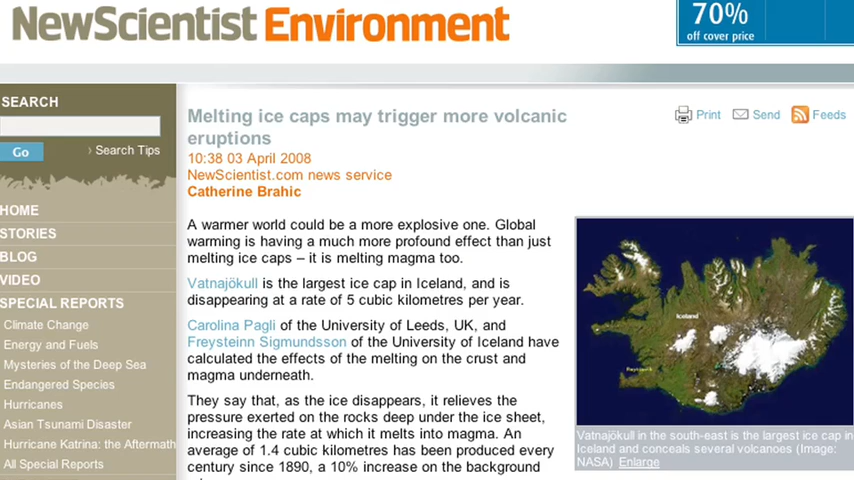 NewScientist Environment
70%
off cover price
SEARCH
Go
› Search Tips
HOME
STORIES
BLOG
VIDEO
SPECIAL REPORTS
Climate Change
Energy and Fuels
Mysteries of the Deep Sea
Endangered Species
Hurricanes
Asian Tsunami Disaster
Hurricane Katrina: the Aftermath
All Special Reports
Melting ice caps may trigger more volcanic
eruptions
10:38 03 April 2008
NewScientist.com news service
Catherine Brahic
Print
Send
Feeds
A warmer world could be a more explosive one. Global
warming is having a much more profound effect than just
melting ice caps – it is melting magma too.
Vatnajökull is the largest ice cap in Iceland, and is
disappearing at a rate of 5 cubic kilometres per year.
Carolina Pagli of the University of Leeds, UK, and
Freysteinn Sigmundsson of the University of Iceland have
calculated the effects of the melting on the crust and
magma underneath.
They say that, as the ice disappears, it relieves the
pressure exerted on the rocks deep under the ice sheet,
increasing the rate at which it melts into magma. An
average of 1.4 cubic kilometres has been produced every
century since 1890, a 10% increase on the background
Iceland
Vatnajökull in the south-east is the largest ice cap in
Iceland and conceals several volcanoes (Image:
NASA) Enlarge